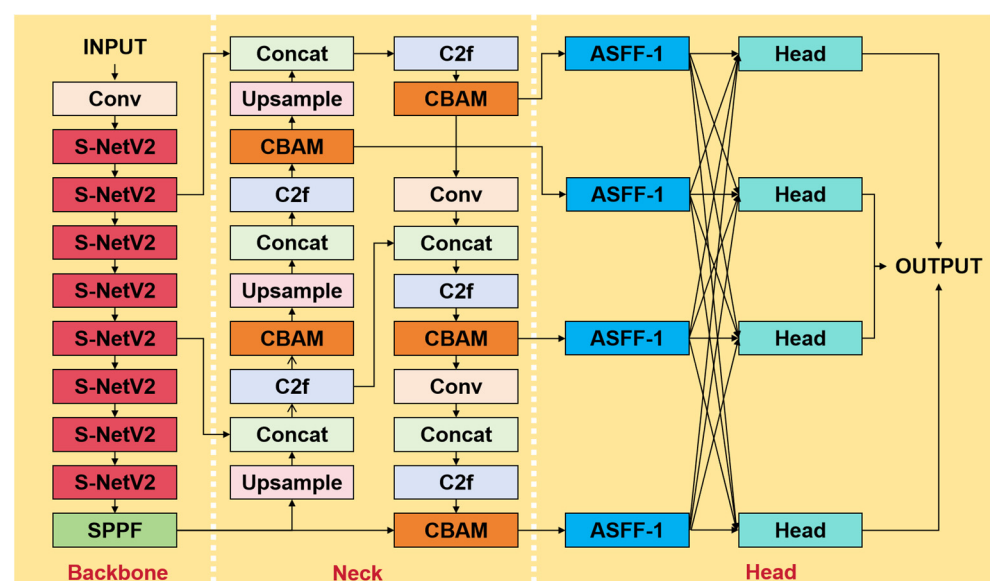 INPUT
Conv
S-NetV2
S-NetV2
S-NetV2
S-NetV2
S-NetV2
S-NetV2
S-NetV2
S-NetV2
SPPF
Backbone
Concat
Upsample
CBAM
C2f
Concat
Upsample
CBAM
C2f
Concat
Upsample
C2f
CBAM
Conv
Concat
C2f
CBAM
Conv
Concat
C2f
CBAM
Neck
ASFF-1
ASFF-1
ASFF-1
ASFF-1
Head
Head
Head
Head
OUTPUT
Head